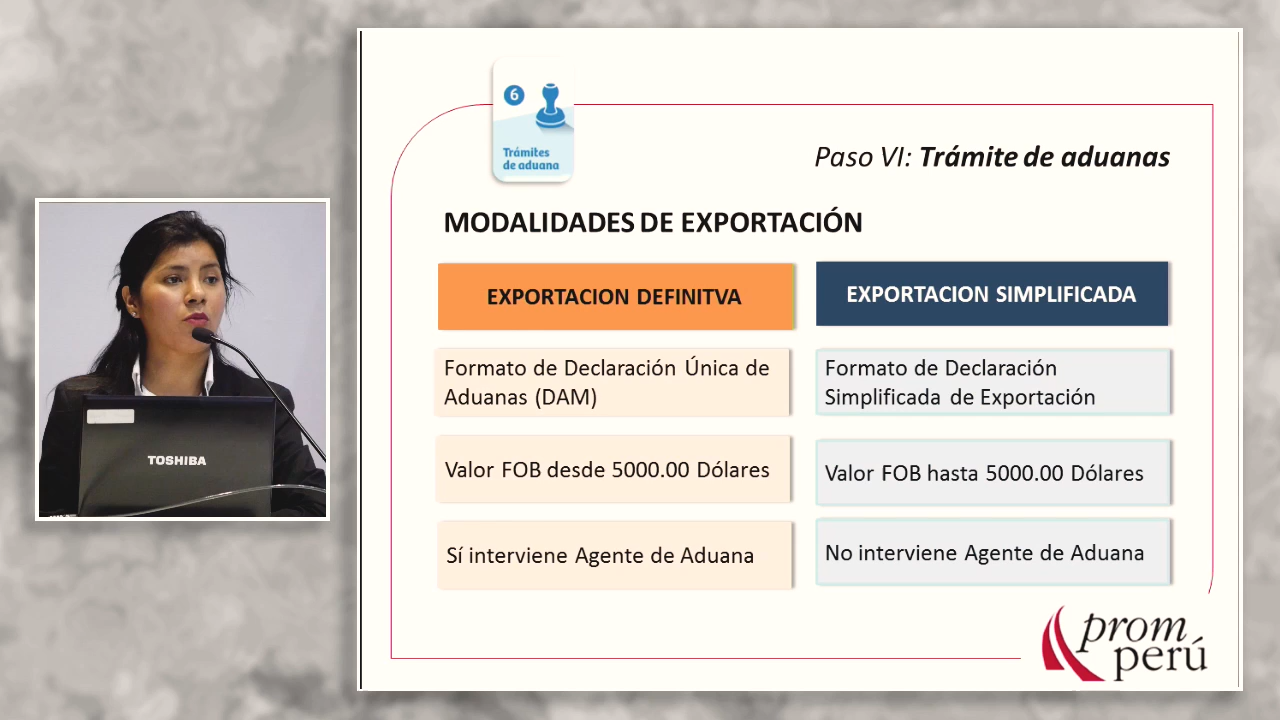 6
Trámites
de aduana
Paso VI: Trámite de aduanas
MODALIDADES DE EXPORTACIÓN
EXPORTACION DEFINITVA
EXPORTACION SIMPLIFICADA
Formato de Declaración Única de
Aduanas (DAM)
Formato de Declaración
Simplificada de Exportación
Valor FOB desde 5000.00 Dólares
Valor FOB hasta 5000.00 Dólares
Sí interviene Agente de Aduana
No interviene Agente de Aduana
TOSHIBA
prom
perú